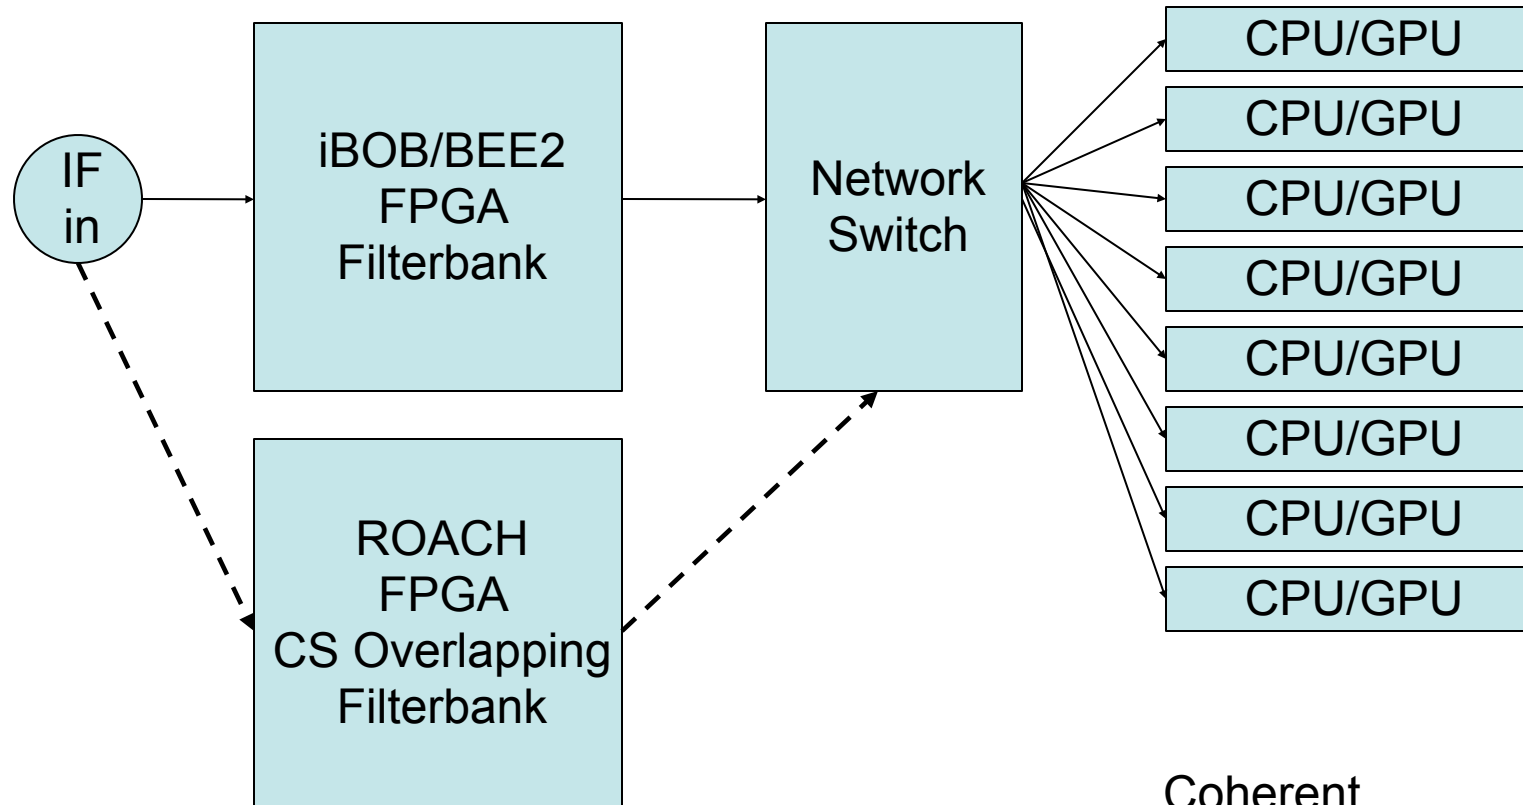 IF
in
iBOB/BEE2
FPGA
Filterbank
Network
Switch
CPU/GPU
CPU/GPU
CPU/GPU
CPU/GPU
CPU/GPU
CPU/GPU
CPU/GPU
CPU/GPU
ROACH
FPGA
CS Overlapping
Filterbank
Coherent